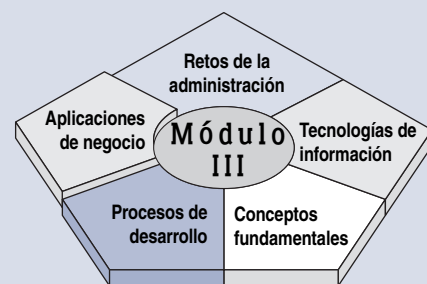 Retos de la
administración
Aplicaciones
de negocio
Módulo
III
Tecnologías de
información
Procesos de
desarrollo
Conceptos
fundamentales